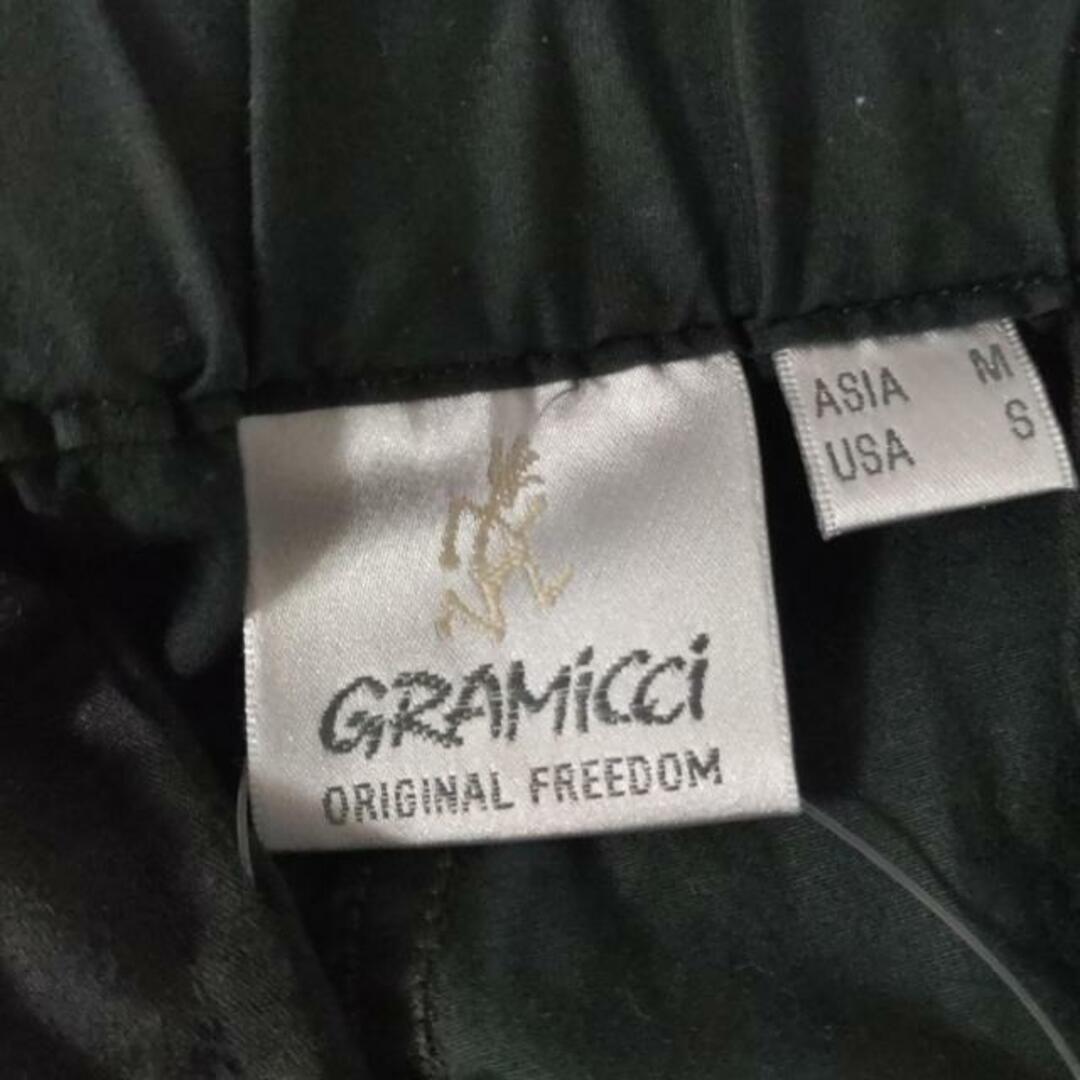 GRAMiCCi
ORIGINAL FREEDOM
ASIA M
USA S